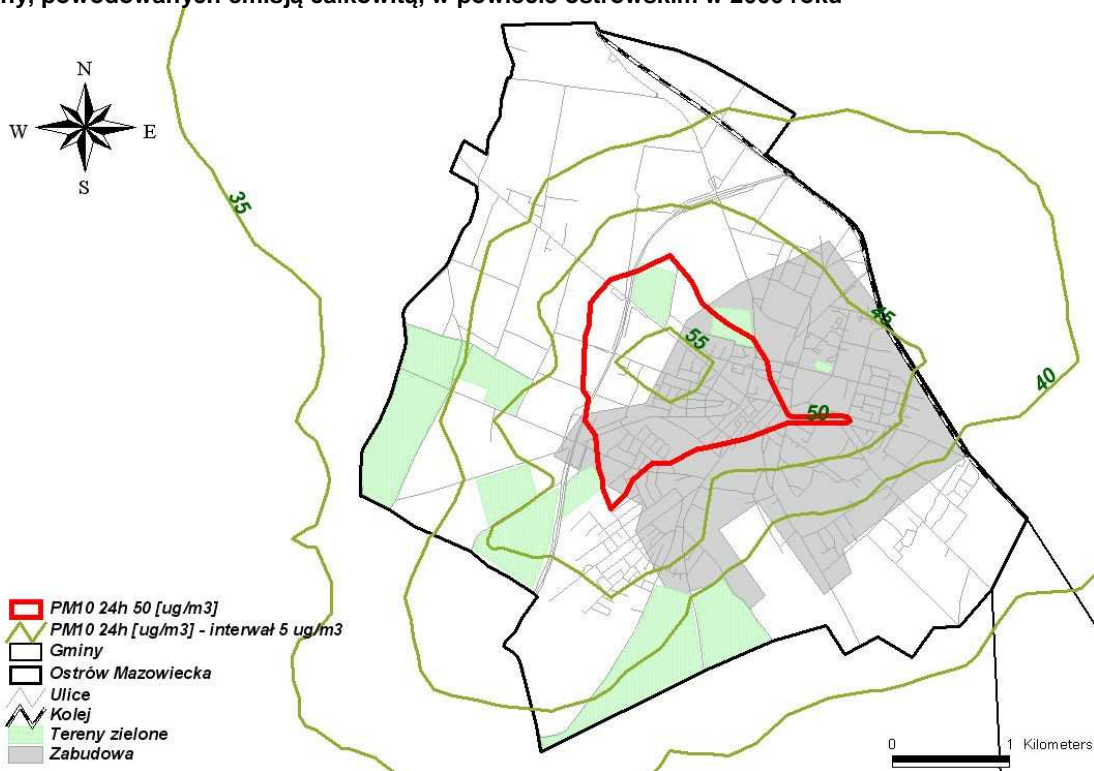 powodowanych emisją całkowitą, w powiecie ostrowskim w 2006 roku
N
W
E
S
35
55
45
40
50
PM10 24h 50 [ug/m3]
PM10 24h [ug/m3] - interwał 5 ug/m3
Gminy
Ostrów Mazowiecka
Ulice
Kolej
Tereny zielone
Zabudowa
0 1 Kilometers